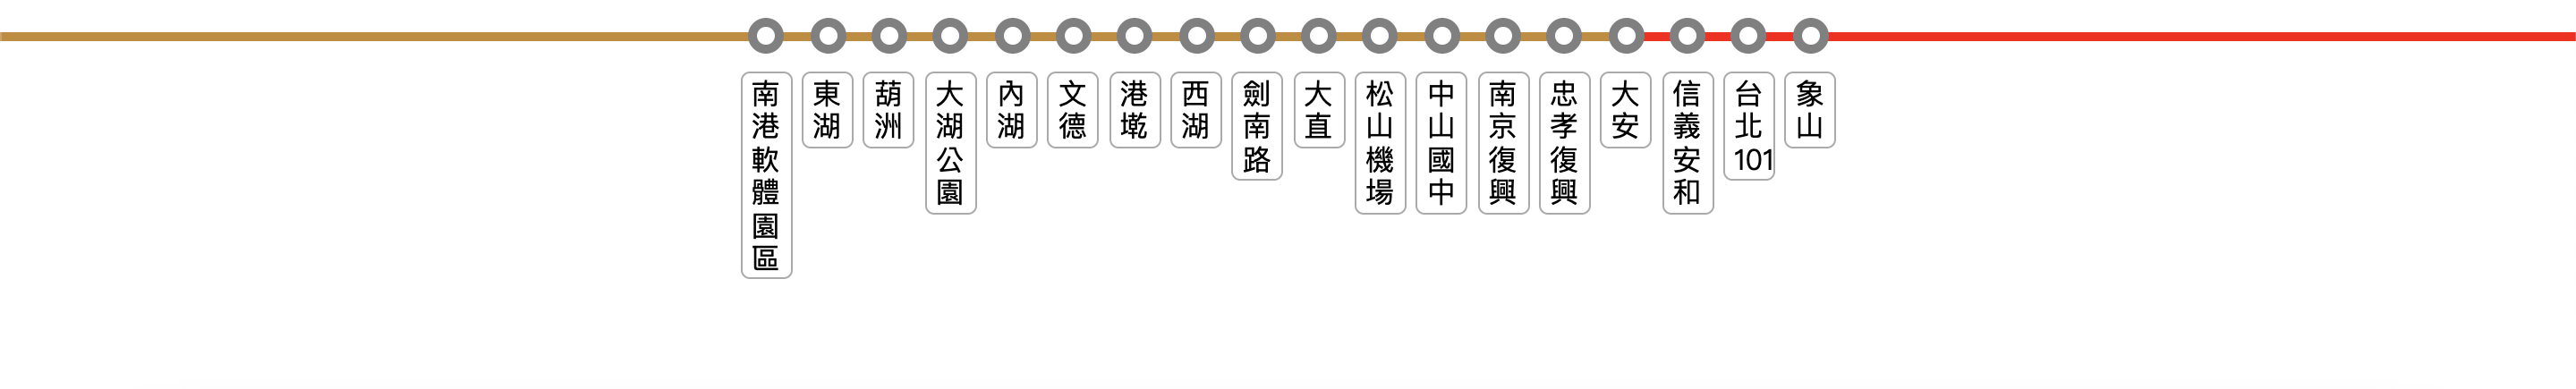 南港軟體園區
東湖
葫洲
大湖公園
內湖
文德
港墘
西湖
劍南路
大直
松山機場
中山國中
南京復興
忠孝復興
大安
信義安和
台北101
象山